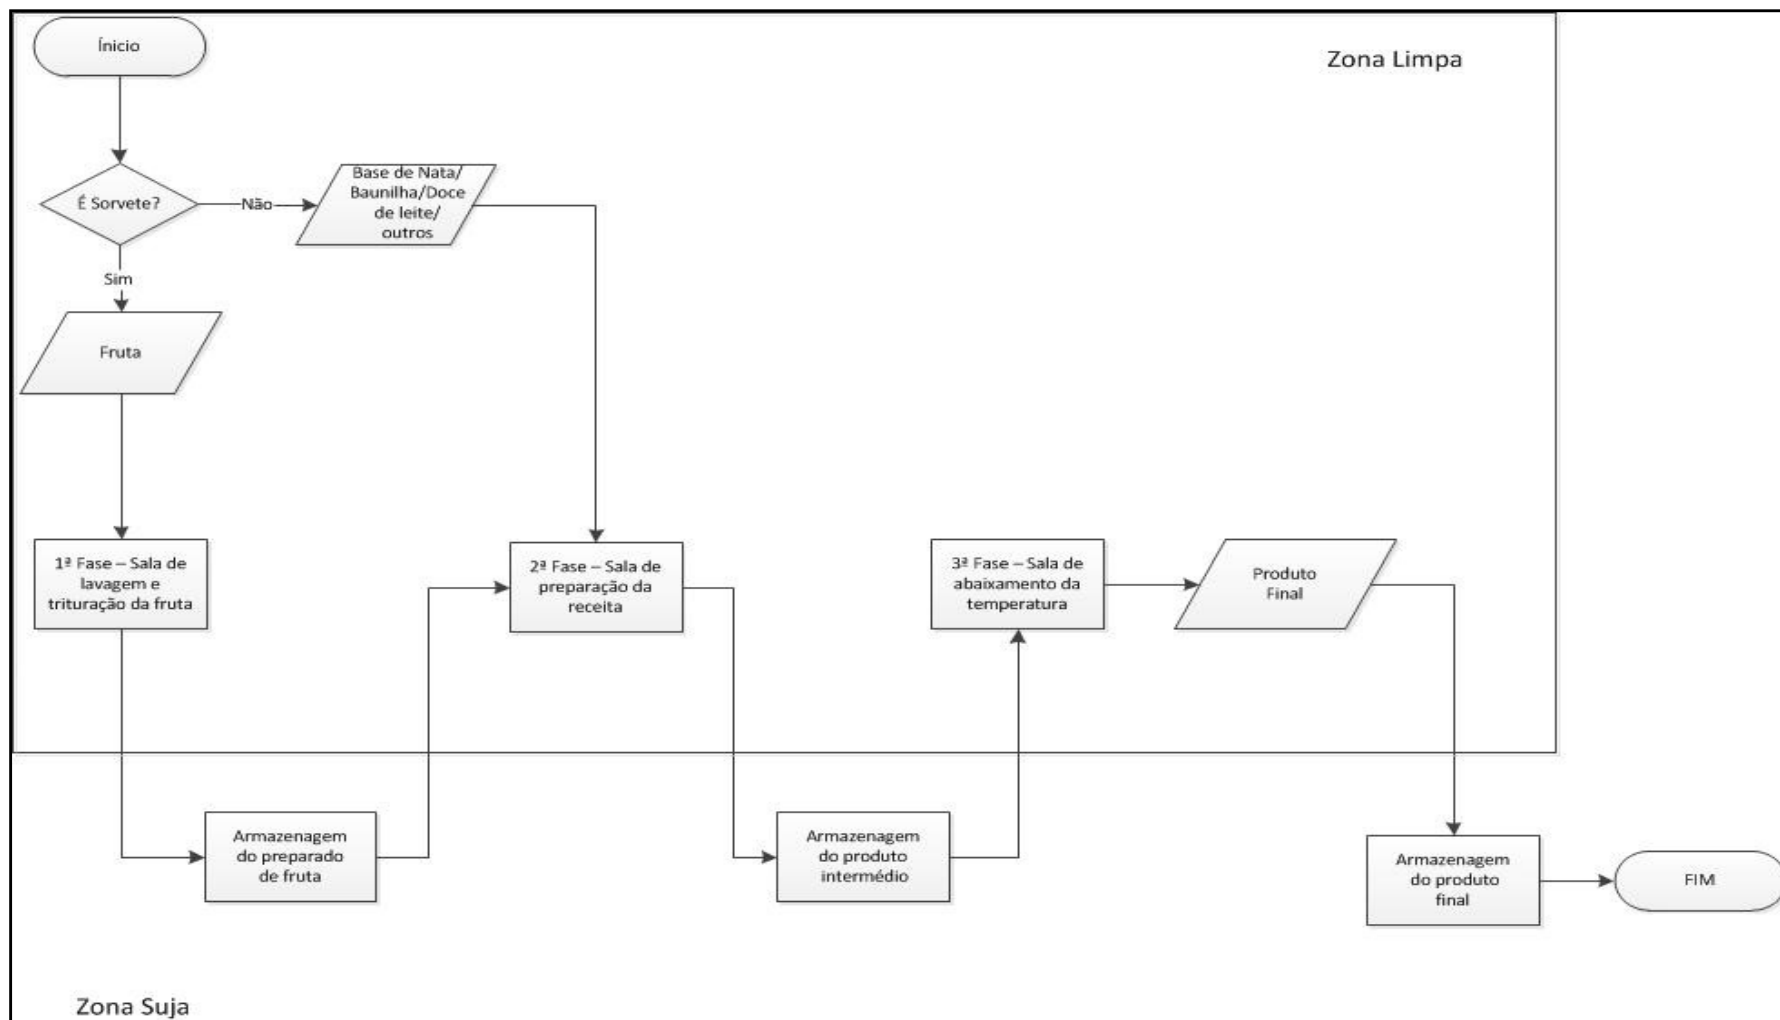 Ínicio
Zona Limpa
É Sorvete?
Não
Base de Nata/
Baunilha/Doce
de leite/
outros
Sim
Fruta
1ª Fase – Sala de
lavagem e
trituração da fruta
2ª Fase – Sala de
preparação da
receita
3ª Fase – Sala de
abaixamento da
temperatura
Produto
Final
Armazenagem
do preparado
de fruta
Armazenagem
do produto
intermédio
Armazenagem
do produto
final
FIM
Zona Suja